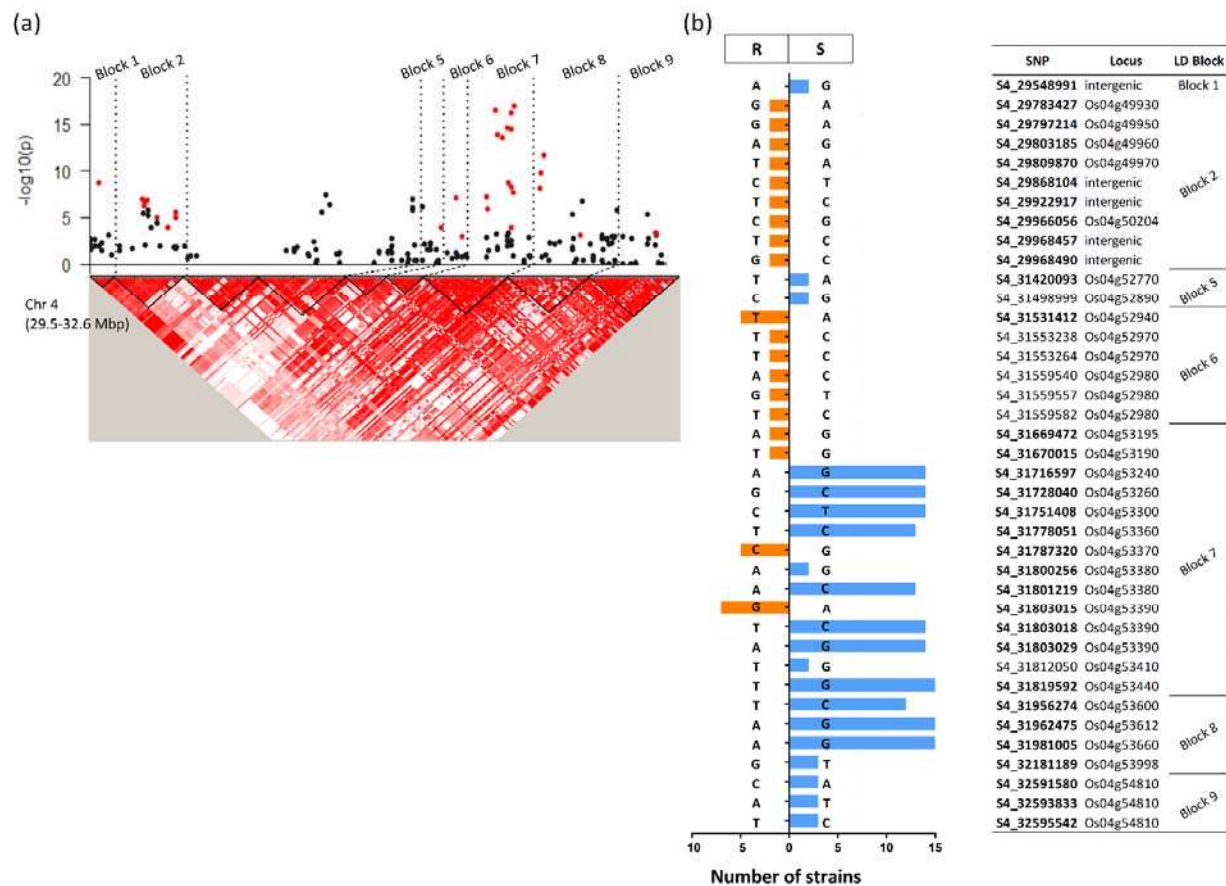 (a)
Block 1
Block 2
Block 5
Block 6
Block 7
Block 8
Block 9
20
15
10
5
0
-log10(p)
Chr 4
(29.5-32.6 Mbp)
(b)
R S
SNP Locus LD Block
A G S4_29548991 intergenic Block 1
G A S4_29783427 Os04g49930
G A S4_29797214 Os04g49950
A G S4_29803185 Os04g49960
T A S4_29809870 Os04g49970
C T S4_29868104 intergenic Block 2
T C S4_29922917 intergenic
C G S4_29966056 Os04g50204
T C S4_29968457 intergenic
G C S4_29968490 intergenic
T A S4_31420093 Os04g52770 Block 5
C G S4_31498999 Os04g52890
T A S4_31531412 Os04g52940
T C S4_31553238 Os04g52970
T C S4_31553264 Os04g52970
A C S4_31559540 Os04g52980 Block 6
G T S4_31559557 Os04g52980
T C S4_31559582 Os04g52980
A G S4_31669472 Os04g53195
T G S4_31670015 Os04g53190
A G S4_31716597 Os04g53240
G C S4_31728040 Os04g53260
C T S4_31751408 Os04g53300
T C S4_31778051 Os04g53360
C G S4_31787320 Os04g53370
A G S4_31800256 Os04g53380 Block 7
A C S4_31801219 Os04g53380
G A S4_31803015 Os04g53390
T C S4_31803018 Os04g53390
A G S4_31803029 Os04g53390
T G S4_31812050 Os04g53410
T G S4_31819592 Os04g53440
T C S4_31956274 Os04g53600
A G S4_31962475 Os04g53612
A G S4_31981005 Os04g53660 Block 8
G T S4_32181189 Os04g53998
C A S4_32591580 Os04g54810
A T S4_32593833 Os04g54810 Block 9
T C S4_32595542 Os04g54810
10 5 0 5 10 15
Number of strains